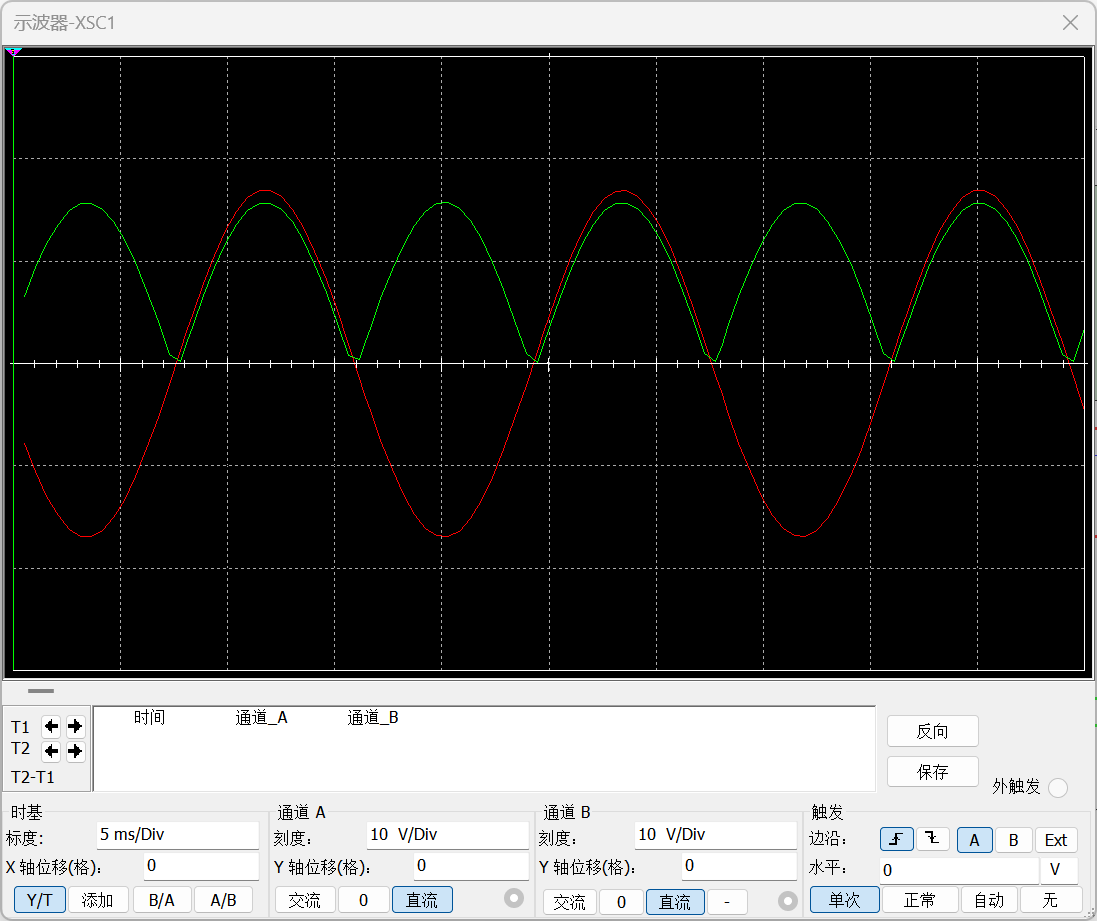 示波器-XSC1
T1
T2
T2-T1
时间 通道_A 通道_B
反向
保存
外触发
时基
标度: 5 ms/Div
X 轴位移(格): 0
Y/T 添加 B/A A/B
通道 A
刻度: 10 V/Div
Y 轴位移(格): 0
交流 0 直流
通道 B
刻度: 10 V/Div
Y 轴位移(格): 0
交流 0 直流 -
触发
边沿: A B Ext
水平: 0 V
单次 正常 自动 无